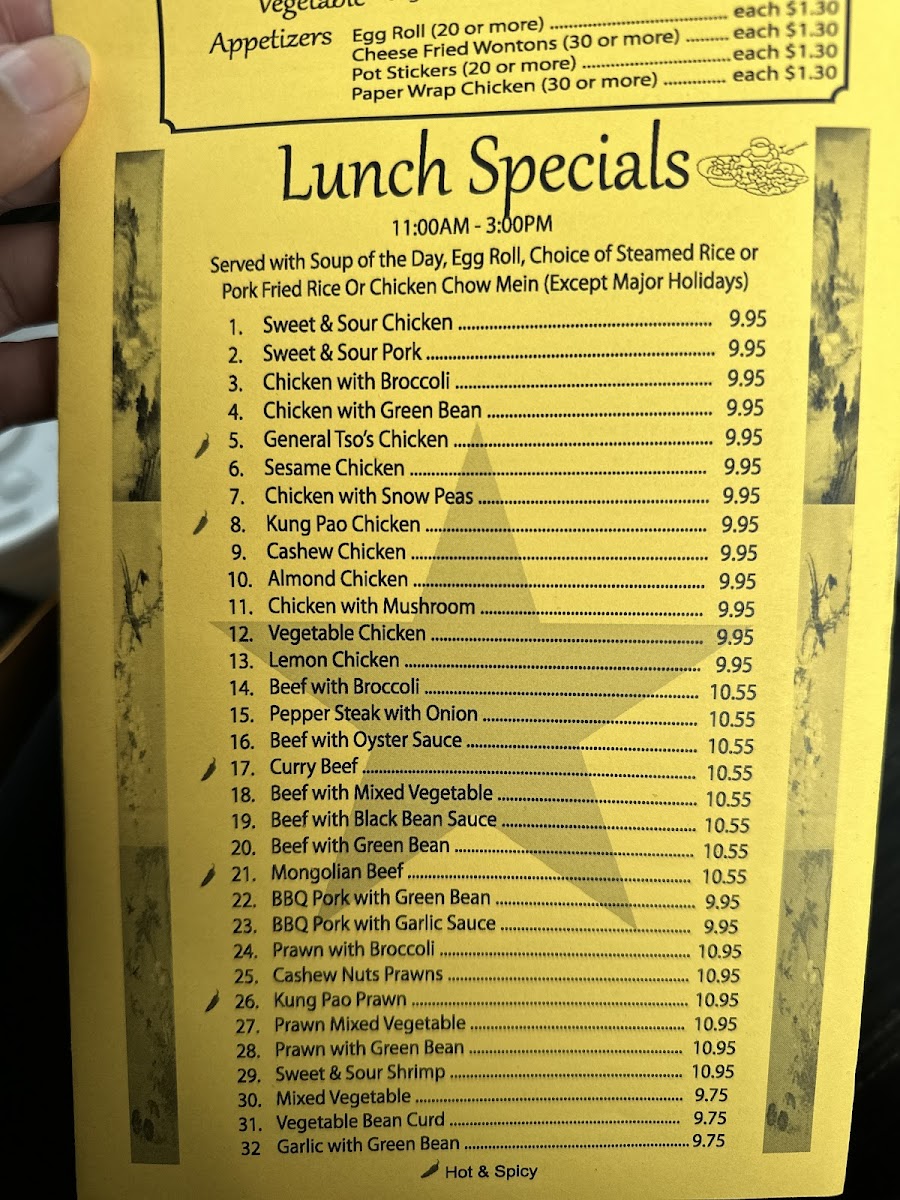 Vegetable
each $1.30
Appetizers
Egg Roll (20 or more) ........ each $1.30
Cheese Fried Wontons (30 or more) ........ each $1.30
Pot Stickers (20 or more) ........ each $1.30
Paper Wrap Chicken (30 or more) ........ each $1.30
Lunch Specials
11:00AM - 3:00PM
Served with Soup of the Day, Egg Roll, Choice of Steamed Rice or
Pork Fried Rice Or Chicken Chow Mein (Except Major Holidays)
1. Sweet & Sour Chicken ........ 9.95
2. Sweet & Sour Pork ........ 9.95
3. Chicken with Broccoli ........ 9.95
4. Chicken with Green Bean ........ 9.95
5. General Tso's Chicken ........ 9.95
6. Sesame Chicken ........ 9.95
7. Chicken with Snow Peas ........ 9.95
8. Kung Pao Chicken ........ 9.95
9. Cashew Chicken ........ 9.95
10. Almond Chicken ........ 9.95
11. Chicken with Mushroom ........ 9.95
12. Vegetable Chicken ........ 9.95
13. Lemon Chicken ........ 9.95
14. Beef with Broccoli ........ 10.55
15. Pepper Steak with Onion ........ 10.55
16. Beef with Oyster Sauce ........ 10.55
17. Curry Beef ........ 10.55
18. Beef with Mixed Vegetable ........ 10.55
19. Beef with Black Bean Sauce ........ 10.55
20. Beef with Green Bean ........ 10.55
21. Mongolian Beef ........ 10.55
22. BBQ Pork with Green Bean ........ 9.95
23. BBQ Pork with Garlic Sauce ........ 9.95
24. Prawn with Broccoli ........ 10.95
25. Cashew Nuts Prawns ........ 10.95
26. Kung Pao Prawn ........ 10.95
27. Prawn Mixed Vegetable ........ 10.95
28. Prawn with Green Bean ........ 10.95
29. Sweet & Sour Shrimp ........ 10.95
30. Mixed Vegetable ........ 9.75
31. Vegetable Bean Curd ........ 9.75
32 Garlic with Green Bean ........ 9.75
Hot & Spicy